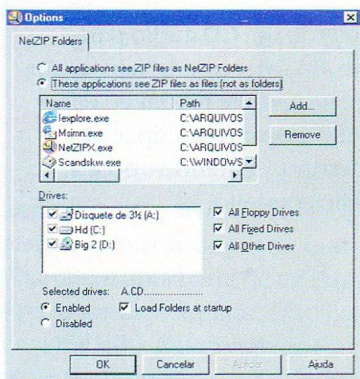 Options
NetZIP Folders
All applications see ZIP files as NetZIP Folders
These applications see ZIP files as files (not as folders)
Name Path
Iexplore.exe C:\ARQUIVOS
Msimn.exe C:\ARQUIVOS
NetZIPX.exe C:\ARQUIVOS
Scandskw.exe C:\WINDOWS
Add...
Remove
Drives:
Disquete de 3½ (A:)
Hd (C:)
Big 2 (D:)
All Floppy Drives
All Fixed Drives
All Other Drives
Selected drives: A.CD......................
Enabled
Load Folders at startup
Disabled
OK Cancelar Aplicar Ajuda